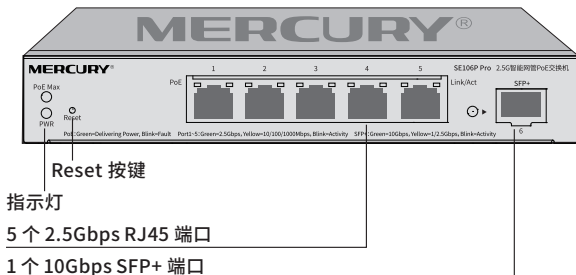 MERCURY®
MERCURY®
1 2 3 4 5 SE106P Pro 2.5G智能网管PoE交换机
PoE Max PoE Link/Act SFP+
PWR Reset 6
PoE:Green=Delivering Power, Blink=Fault Port1-5:Green=2.5Gbps, Yellow=10/100/1000Mbps, Blink=Activity SFP+:Green=10Gbps, Yellow=1/2.5Gbps, Blink=Activity
Reset 按键
指示灯
5 个 2.5Gbps RJ45 端口
1 个 10Gbps SFP+ 端口